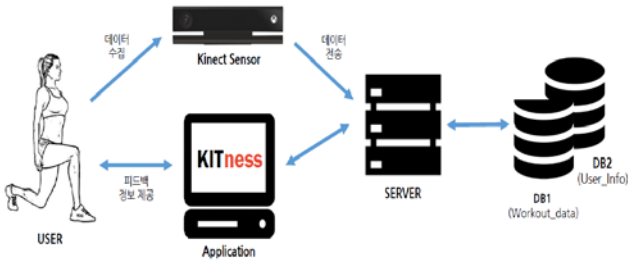 데이터
수집
Kinect Sensor
데이터
전송
KITness
피드백
정보 제공
USER
Application
SERVER
DB2
(User_Info)
DB1
(Workout_data)